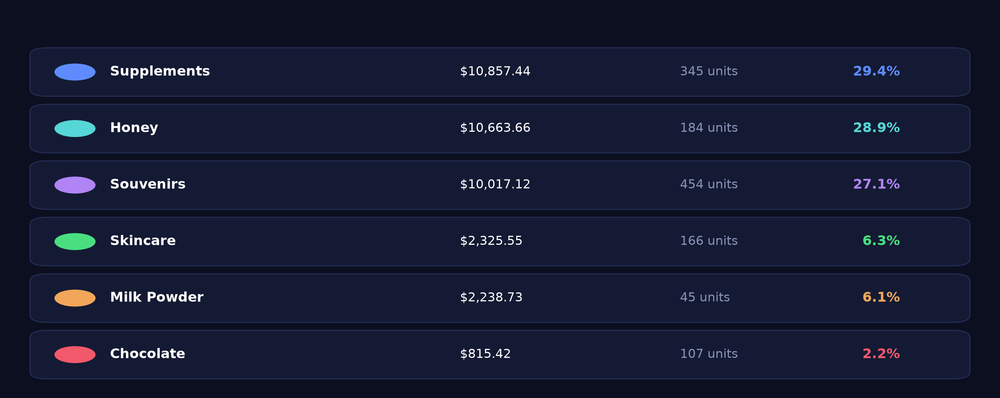 Supplements $10,857.44 345 units 29.4%
Honey $10,663.66 184 units 28.9%
Souvenirs $10,017.12 454 units 27.1%
Skincare $2,325.55 166 units 6.3%
Milk Powder $2,238.73 45 units 6.1%
Chocolate $815.42 107 units 2.2%